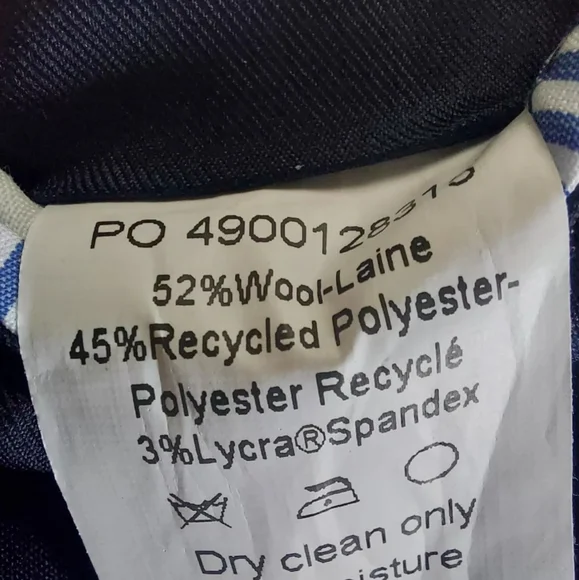 PO 4900128310
52%Wool-Laine
45%Recycled Polyester-
Polyester Recyclé
3%Lycra®Spandex
Dry clean only